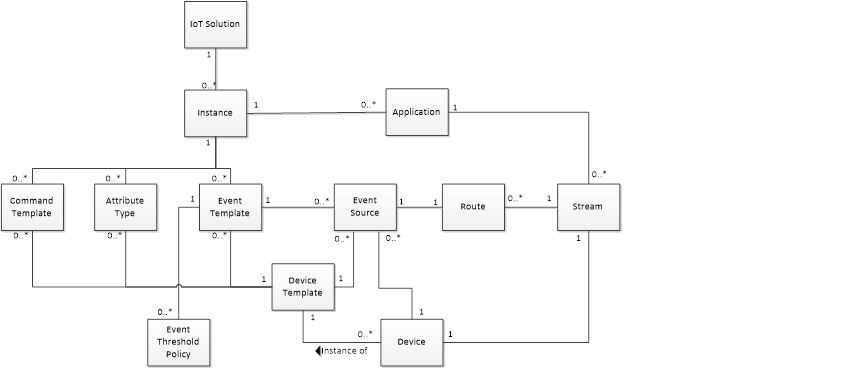 IoT Solution
1
0..*
Instance
1
0..*
Application
1
1
0..*
0..*
0..*
0..*
Command
Template
Attribute
Type
1
Event
Template
1
0..*
Event
Source
1
1
Route
0..*
1
Stream
0..*
0..*
0..*
0..*
0..*
1
1
Device
Template
1
1
0..*
1
1
0..*
Event
Threshold
Policy
Instance of
Device
1